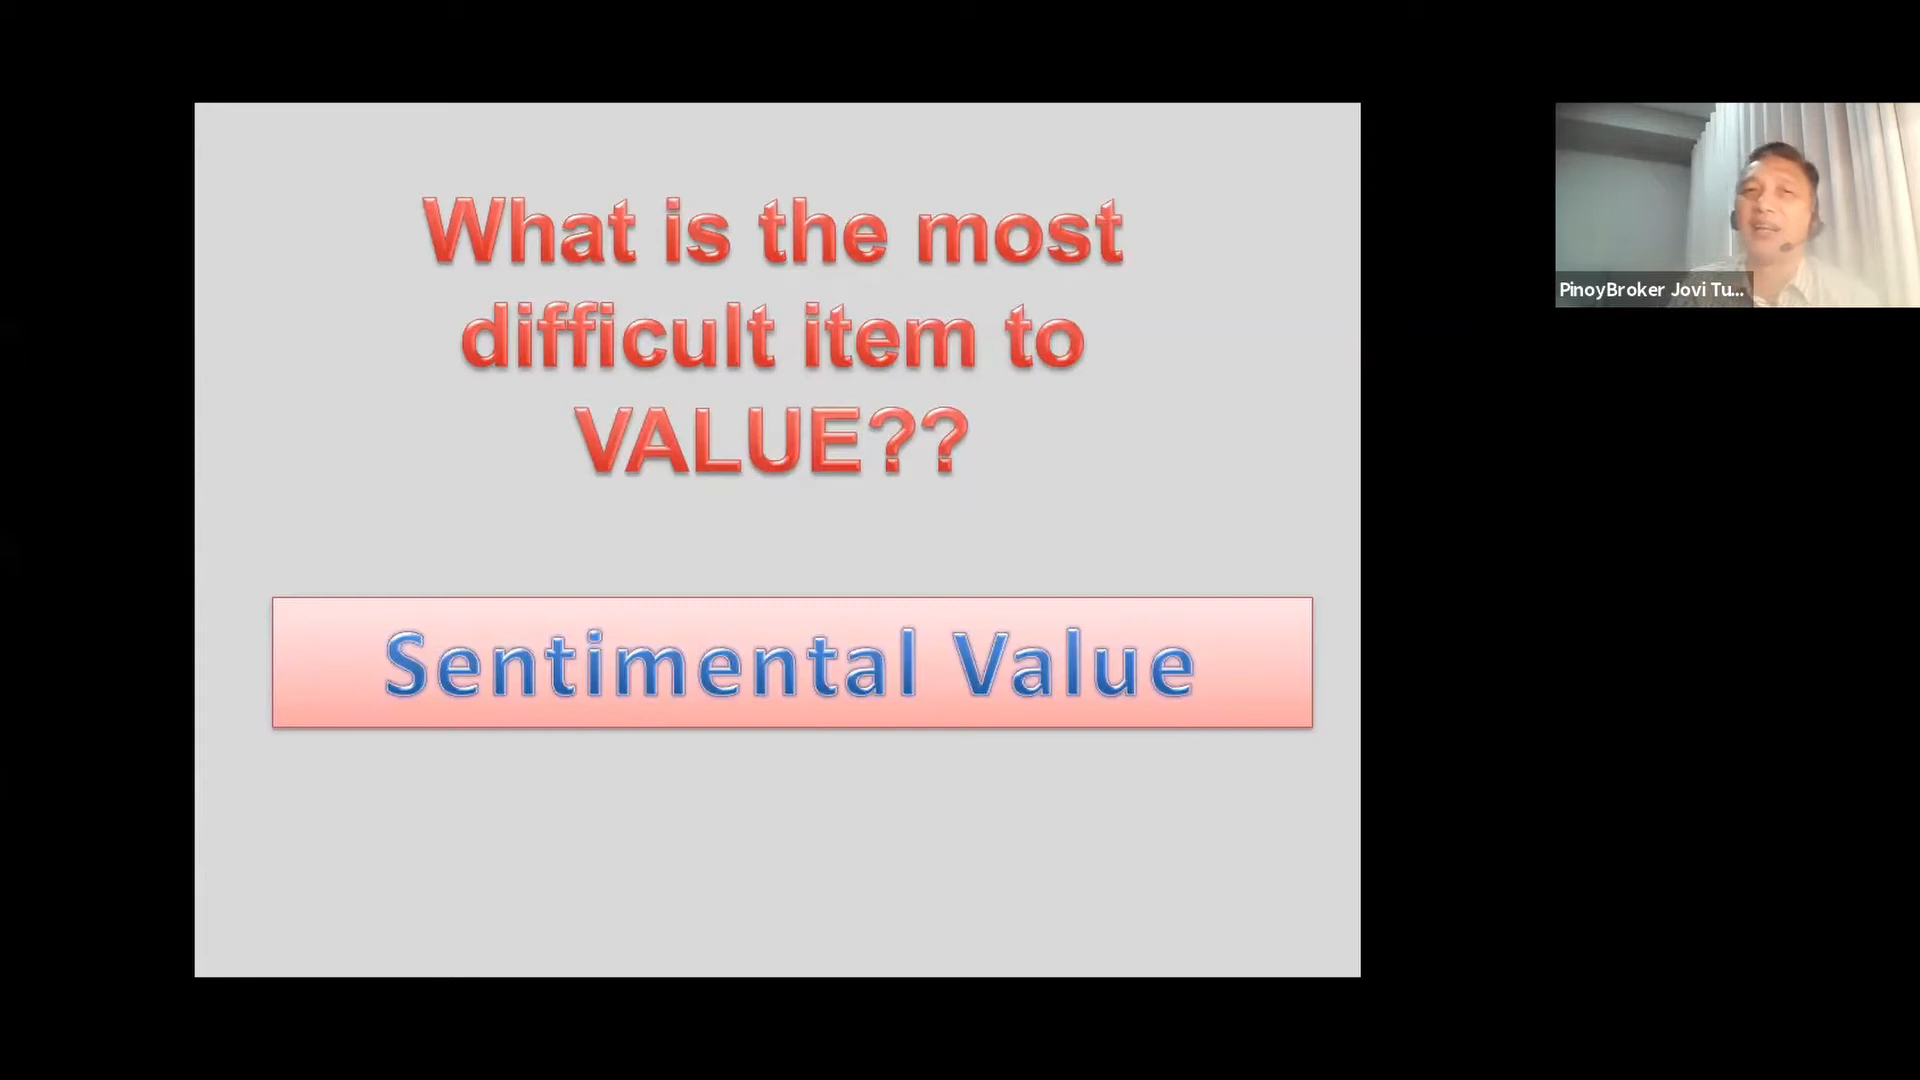 What is the most
difficult item to
VALUE??
Sentimental Value
PinoyBroker Jovi Tu...